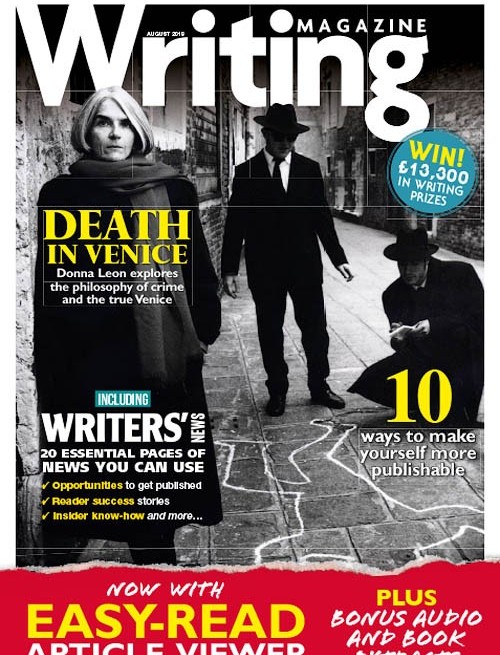 Writing
MAGAZINE
AUGUST 2019
WIN!
£13,300
IN WRITING
PRIZES
DEATH
IN VENICE
Donna Leon explores
the philosophy of crime
and the true Venice
INCLUDING
WRITERS'
NEWS
20 ESSENTIAL PAGES OF
NEWS YOU CAN USE
✓ Opportunities to get published
✓ Reader success stories
✓ Insider know-how and more...
10
ways to make
yourself more
publishable
NOW WITH
EASY-READ
ARTICLE VIEWER
PLUS
BONUS AUDIO
AND BOOK
EXTRACTS